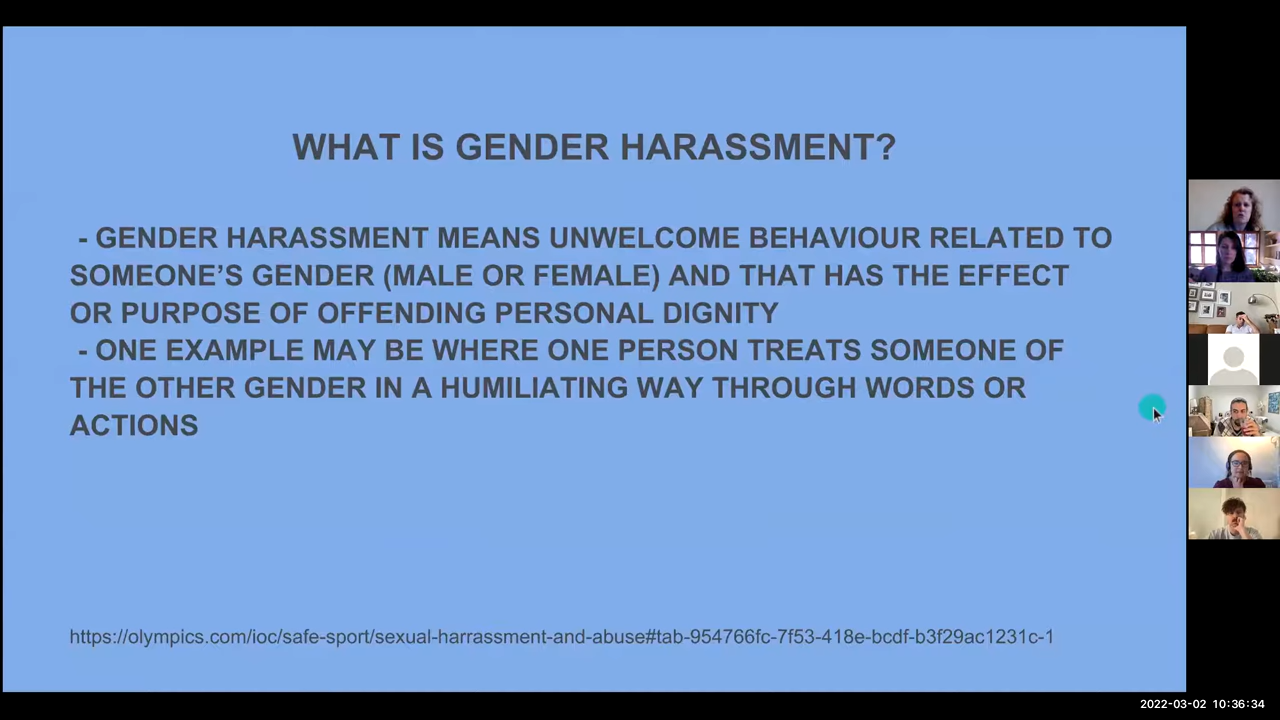 WHAT IS GENDER HARASSMENT?
- GENDER HARASSMENT MEANS UNWELCOME BEHAVIOUR RELATED TO
SOMEONE’S GENDER (MALE OR FEMALE) AND THAT HAS THE EFFECT
OR PURPOSE OF OFFENDING PERSONAL DIGNITY
- ONE EXAMPLE MAY BE WHERE ONE PERSON TREATS SOMEONE OF
THE OTHER GENDER IN A HUMILIATING WAY THROUGH WORDS OR
ACTIONS
https://olympics.com/ioc/safe-sport/sexual-harrassment-and-abuse#tab-954766fc-7f53-418e-bcdf-b3f29ac1231c-1
2022-03-02 10:36:34